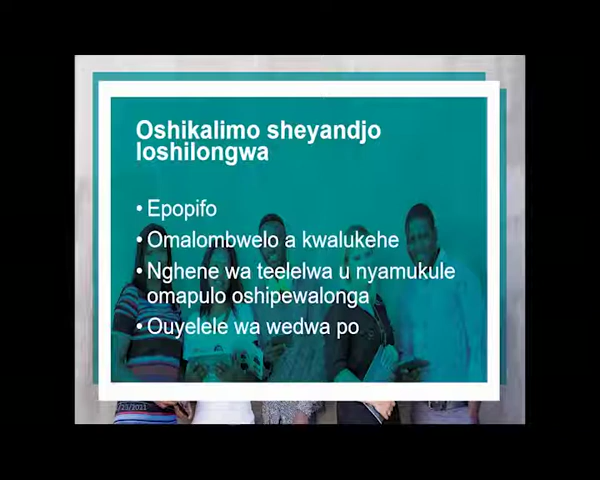 Oshikalimo sheyandjo
loshilongwa
• Epopifo
• Omalombwelo a kwalukehe
• Nghene wa teelelwa u nyamukule
omapulo oshipewalonga
• Ouyelele wa wedwa po